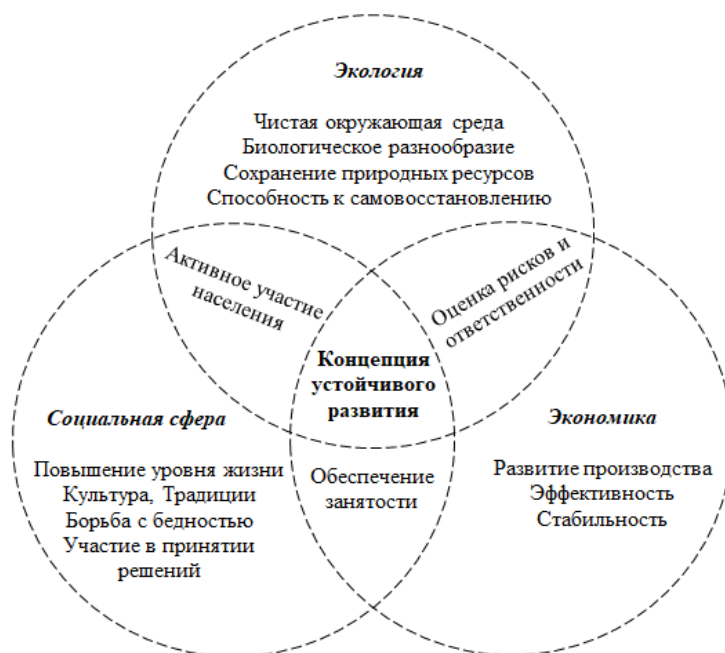 Экология
Чистая окружающая среда
Биологическое разнообразие
Сохранение природных ресурсов
Способность к самовосстановлению
Активное участие
населения
Оценка рисков и
ответственности
Концепция
устойчивого
развития
Социальная сфера
Повышение уровня жизни
Культура, Традиции
Борьба с бедностью
Участие в принятии
решений
Обеспечение
занятости
Экономика
Развитие производства
Эффективность
Стабильность